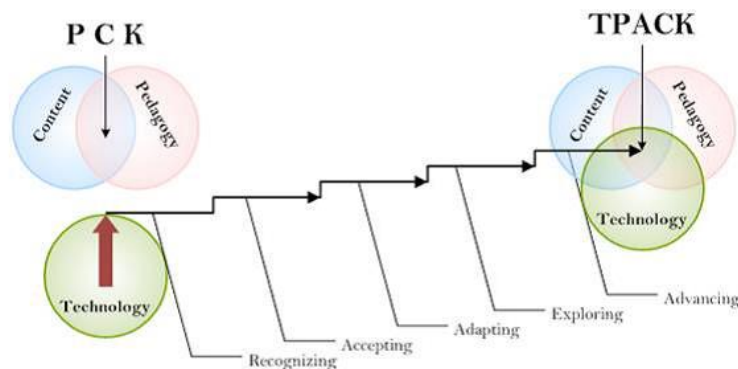 P C K
TPACK
Content
Pedagogy
Content
Pedagogy
Technology
Technology
Recognizing
Accepting
Adapting
Exploring
Advancing